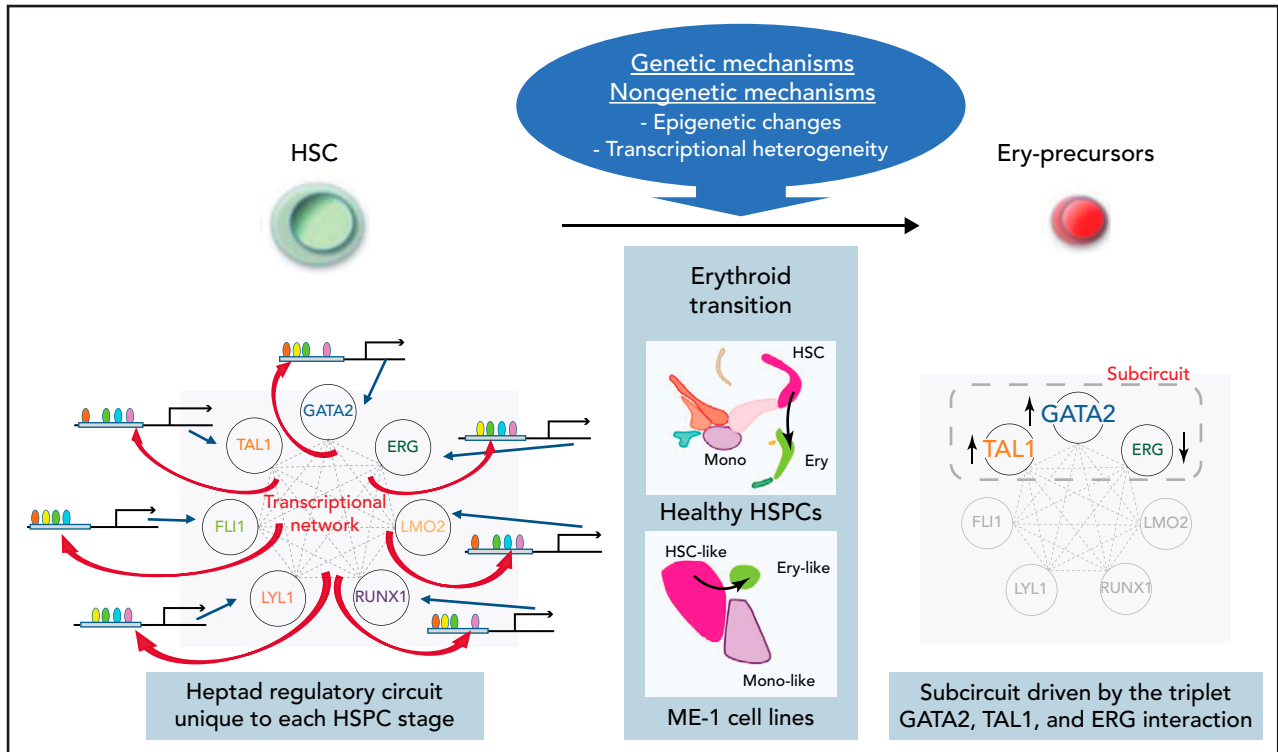 Genetic mechanisms
Nongenetic mechanisms
- Epigenetic changes
- Transcriptional heterogeneity
HSC
Ery-precursors
GATA2
TAL1
ERG
Transcriptional
network
FLI1
LMO2
LYL1
RUNX1
Heptad regulatory circuit
unique to each HSPC stage
Erythroid
transition
HSC
Mono
Ery
Healthy HSPCs
HSC-like
Ery-like
Mono-like
ME-1 cell lines
Subcircuit
GATA2
TAL1
ERG
FLI1
LMO2
LYL1
RUNX1
Subcircuit driven by the triplet
GATA2, TAL1, and ERG interaction